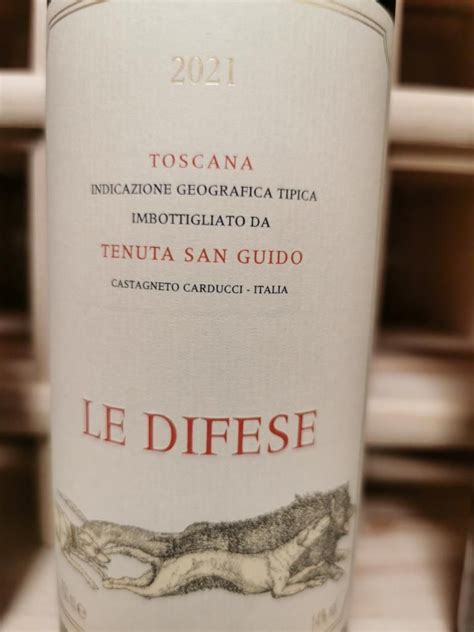 2021
TOSCANA
INDICAZIONE GEOGRAFICA TIPICA
IMBOTTIGLIATO DA
TENUTA SAN GUIDO
CASTAGNETO CARDUCCI - ITALIA
LE DIFESE